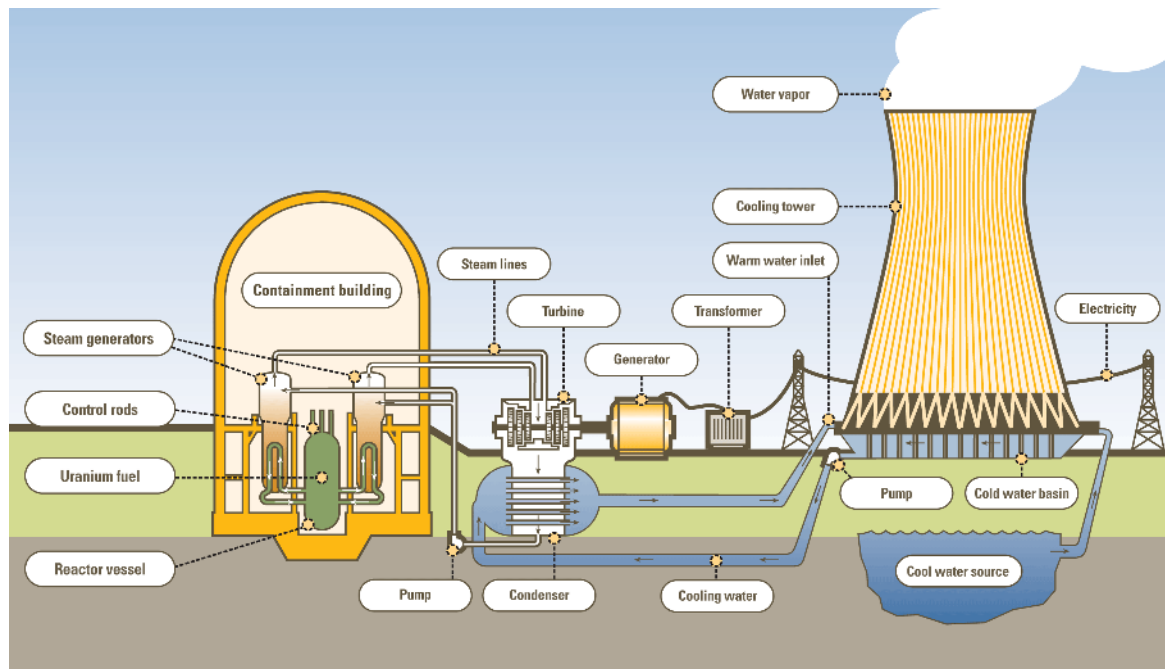 Water vapor
Cooling tower
Steam lines
Warm water inlet
Containment building
Turbine
Transformer
Electricity
Steam generators
Generator
Control rods
Uranium fuel
Pump
Cold water basin
Reactor vessel
Cool water source
Pump
Condenser
Cooling water